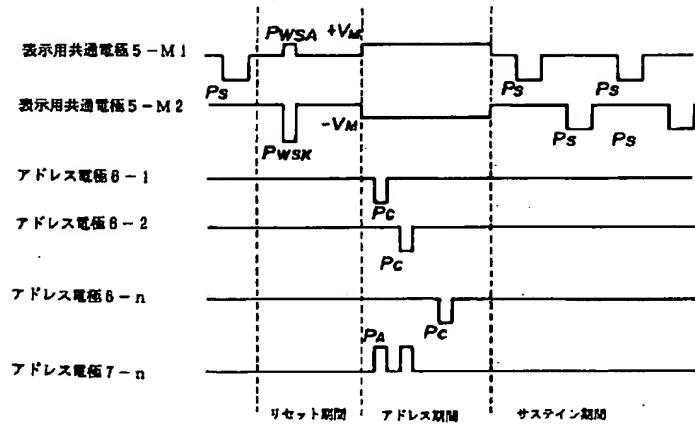 PWSA +VM
表示用共通電極5-M1
PS PS PS
表示用共通電極5-M2
-VM
PWSK PS PS
アドレス電極6-1
PC
アドレス電極6-2
PC
アドレス電極6-n
PC
PA
アドレス電極7-n
リセット期間 アドレス期間 サステイン期間